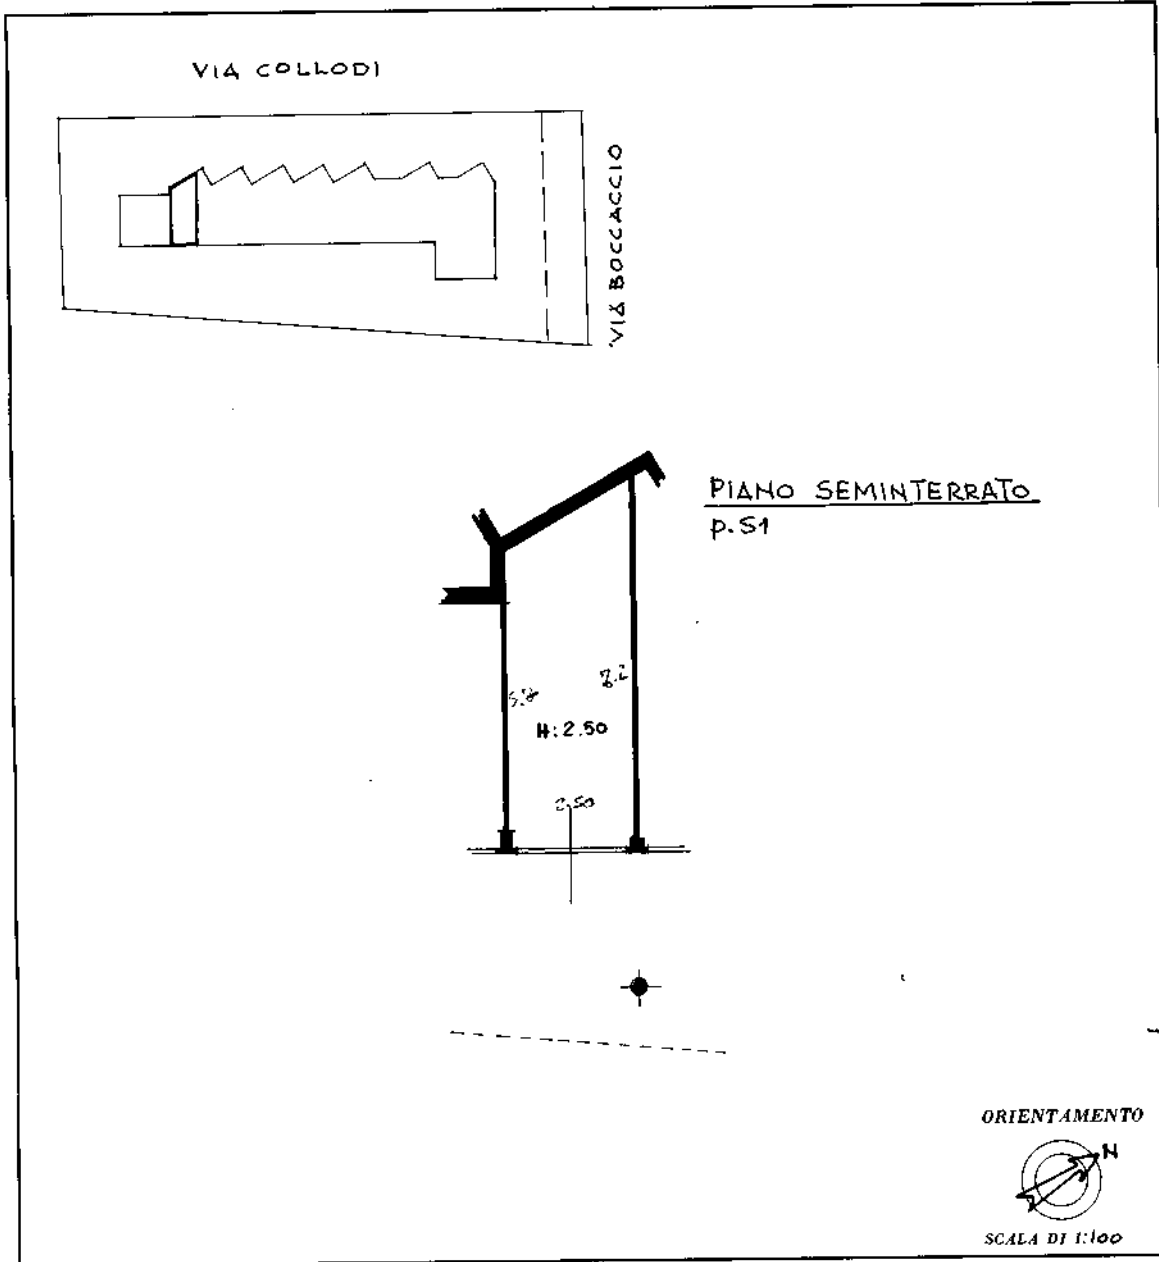 VIA COLLODI
VIA BOCCACCIO
PIANO SEMINTERRATO
p.S1
H:2.50
2.50
ORIENTAMENTO
N
SCALA DI 1:100